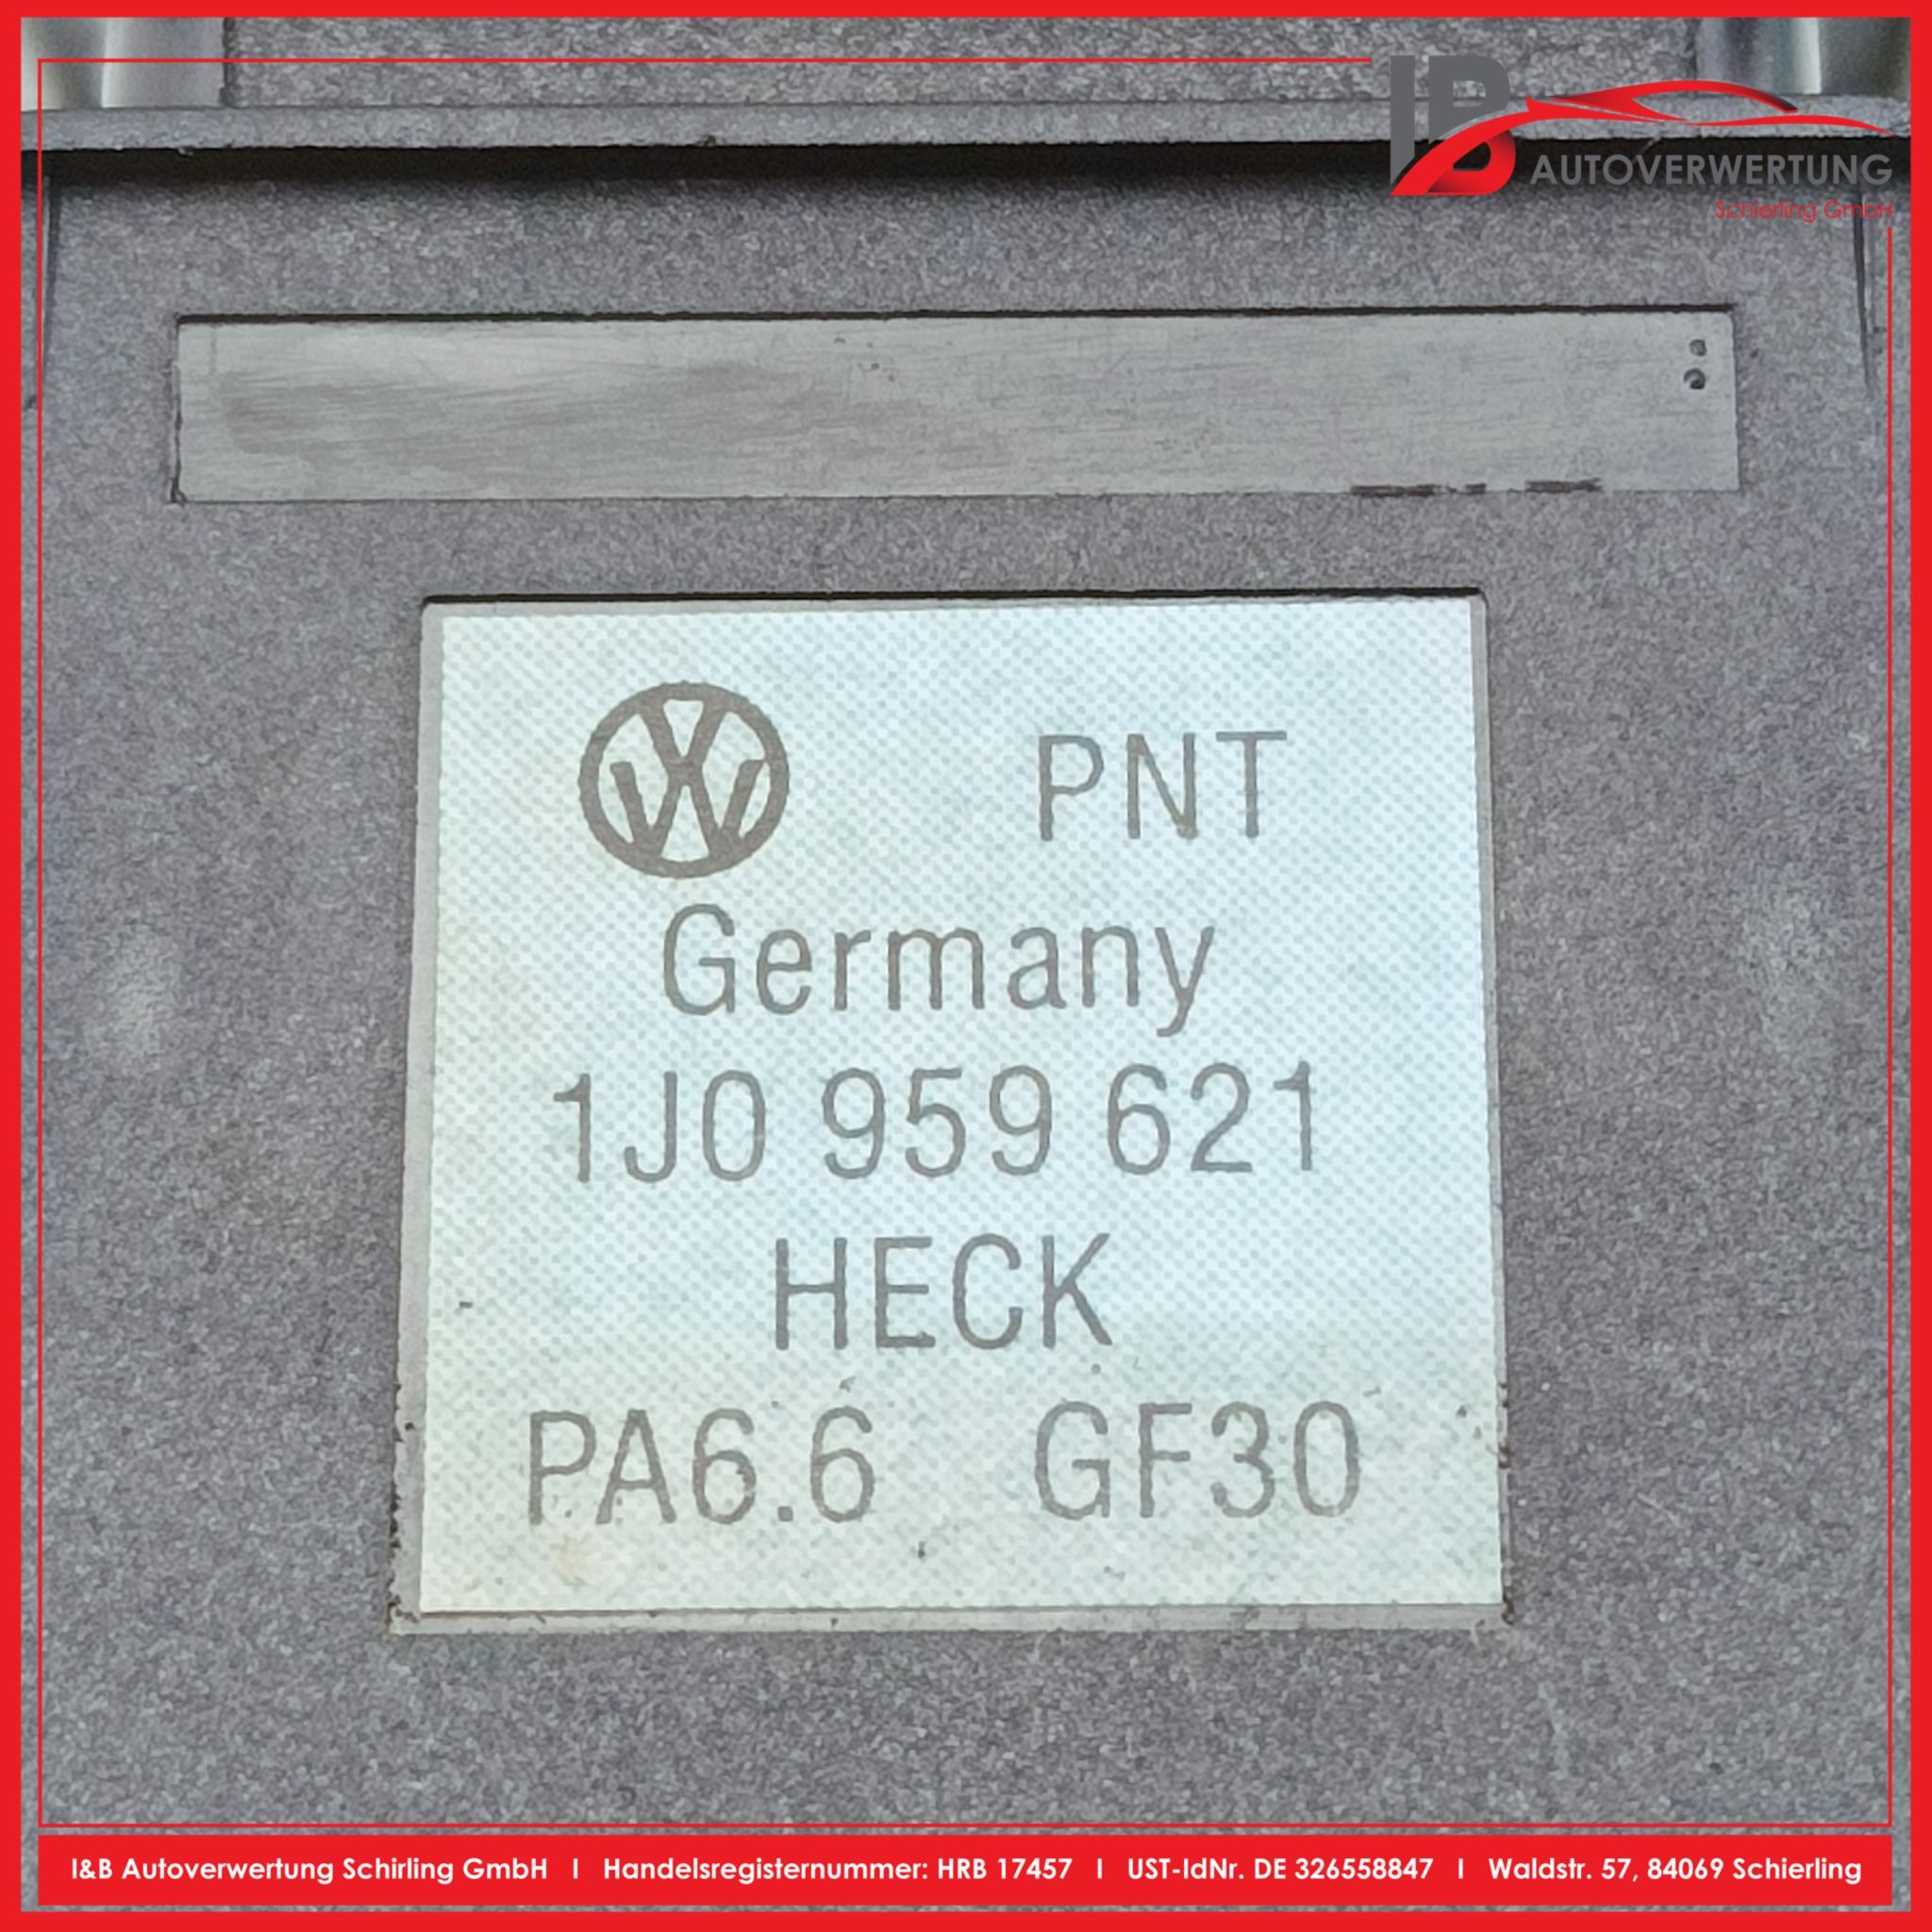 IB
AUTOVERWERTUNG
Schierling GmbH
PNT
Germany
1J0 959 621
HECK
PA6.6 GF30
I&B Autoverwertung Schirling GmbH I Handelsregisternummer: HRB 17457 I UST-IdNr. DE 326558847 I Waldstr. 57, 84069 Schierling